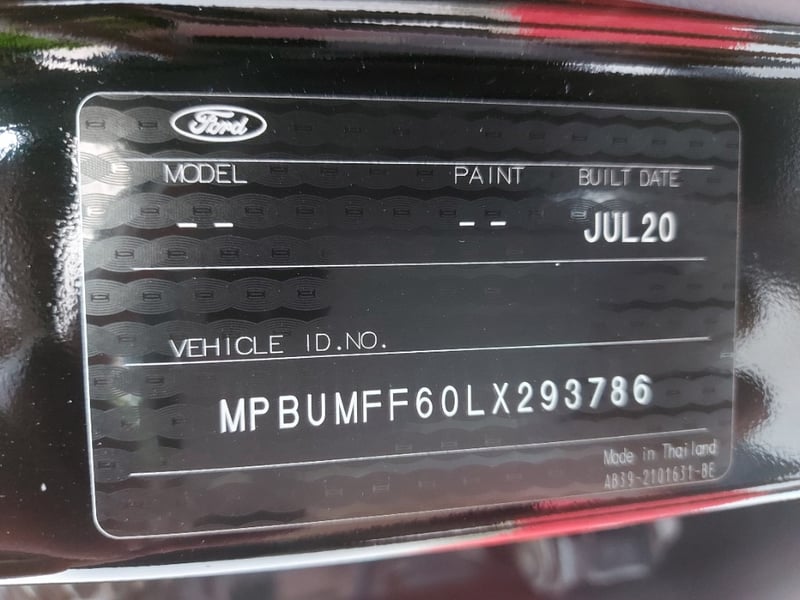 Ford
MODEL PAINT BUILT DATE
-- -- JUL20
VEHICLE ID.NO.
MPBUMFF60LX293786
Made in Thailand
AB39-2101631-BE